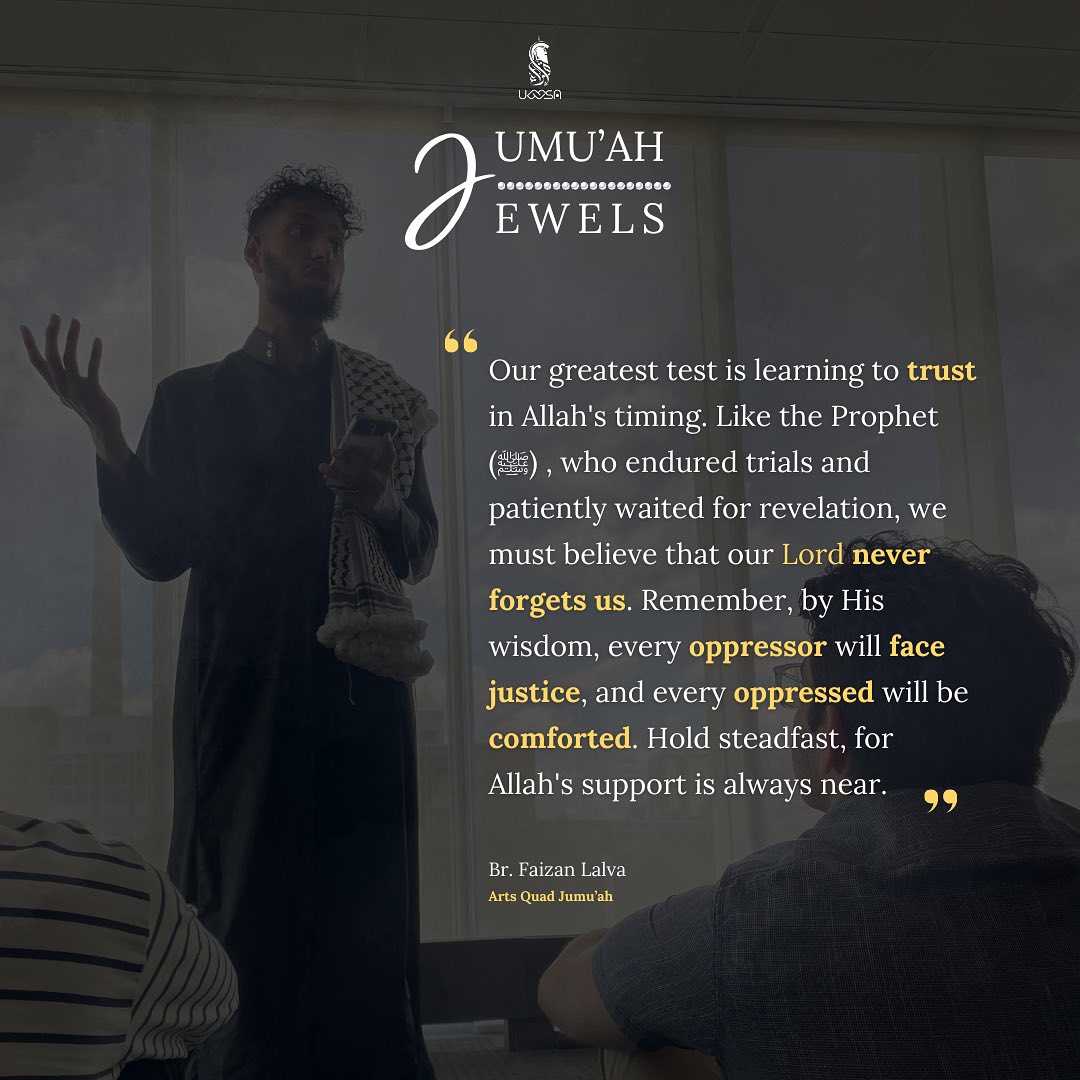 UMU’AH
J
EWELS
“
Our greatest test is learning to trust
in Allah's timing. Like the Prophet
(ﷺ) , who endured trials and
patiently waited for revelation, we
must believe that our Lord never
forgets us. Remember, by His
wisdom, every oppressor will face
justice, and every oppressed will be
comforted. Hold steadfast, for
Allah's support is always near.
”
Br. Faizan Lalva
Arts Quad Jumu’ah